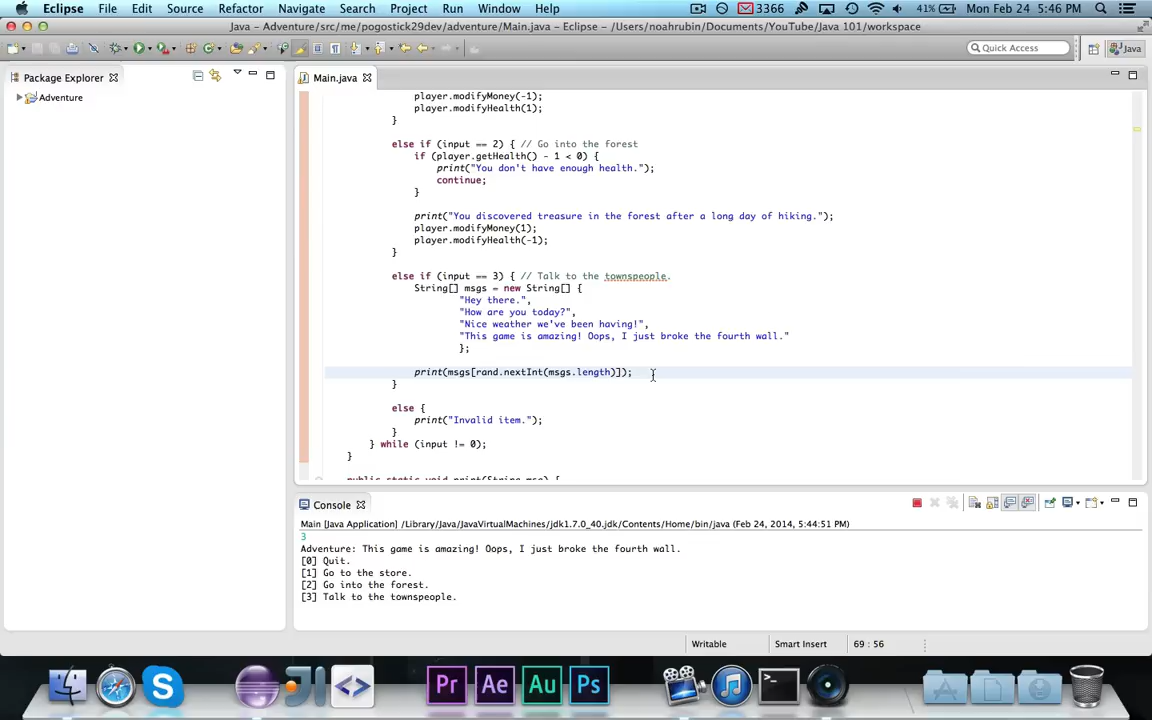 Eclipse File Edit Source Refactor Navigate Search Project Run Window Help 3366 41% Mon Feb 24 5:46 PM
Java – Adventure/src/me/pogostick29dev/adventure/Main.java – Eclipse – /Users/noahrubin/Documents/YouTube/Java 101/workspace
Quick Access Java
Package Explorer
Adventure
Main.java
player.modifyMoney(-1);
player.modifyHealth(1);
}
else if (input == 2) { // Go into the forest
if (player.getHealth() - 1 < 0) {
print("You don't have enough health.");
continue;
}
print("You discovered treasure in the forest after a long day of hiking.");
player.modifyMoney(1);
player.modifyHealth(-1);
}
else if (input == 3) { // Talk to the townspeople.
String[] msgs = new String[] {
"Hey there.",
"How are you today?",
"Nice weather we've been having!",
"This game is amazing! Oops, I just broke the fourth wall."
};
print(msgs[rand.nextInt(msgs.length)]);
}
else {
print("Invalid item.");
}
} while (input != 0);
}
public static void print(String msg) {
Console
Main [Java Application] /Library/Java/JavaVirtualMachines/jdk1.7.0_40.jdk/Contents/Home/bin/java (Feb 24, 2014, 5:44:51 PM)
3
Adventure: This game is amazing! Oops, I just broke the fourth wall.
[0] Quit.
[1] Go to the store.
[2] Go into the forest.
[3] Talk to the townspeople.
Writable Smart Insert 69 : 56
Pr Ae Au Ps